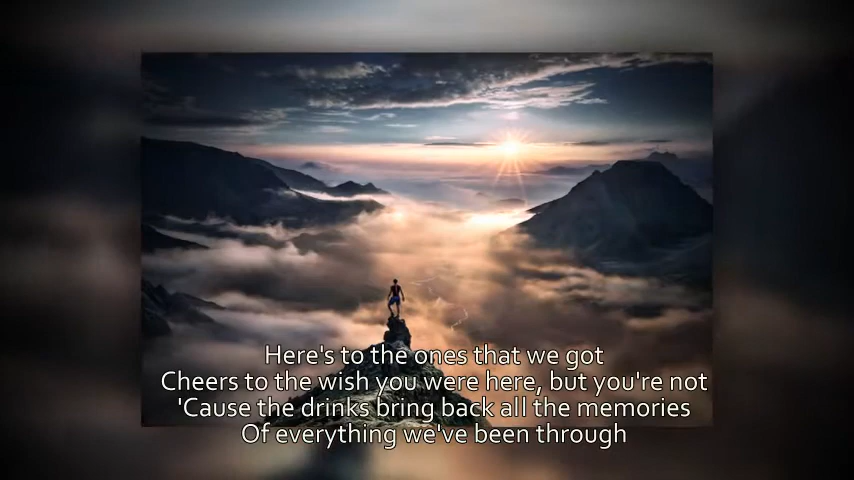 Here's to the ones that we got
Cheers to the wish you were here, but you're not
'Cause the drinks bring back all the memories
Of everything we've been through